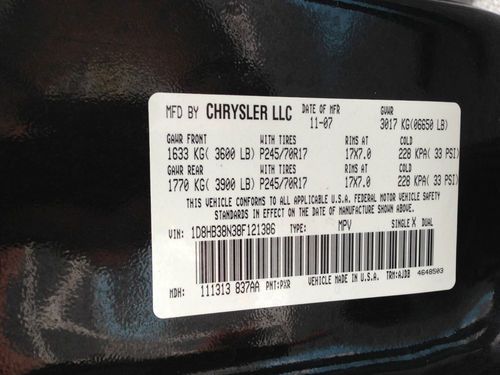 MFD BY CHRYSLER LLC DATE OF MFR GVWR
11-07 3017 KG(06650 LB)
GAWR FRONT WITH TIRES RIMS AT
1633 KG( 3600 LB) P245/70R17 17X7.0 228 KPA( 33 PSI)
GAWR REAR WITH TIRES RIMS AT
1770 KG( 3900 LB) P245/70R17 17X7.0 228 KPA( 33 PSI)
THIS VEHICLE CONFORMS TO ALL APPLICABLE U.S.A. FEDERAL MOTOR VEHICLE SAFETY
STANDARDS IN EFFECT ON THE DATE OF MANUFACTURE SHOWN ABOVE.
VIN: 1D8HB38N38F121386 TYPE: MPV SINGLE X DUAL
MDH: 111313 837AA PNT:PXR VEHICLE MADE IN U.S.A. TRM:AJDB 4648503